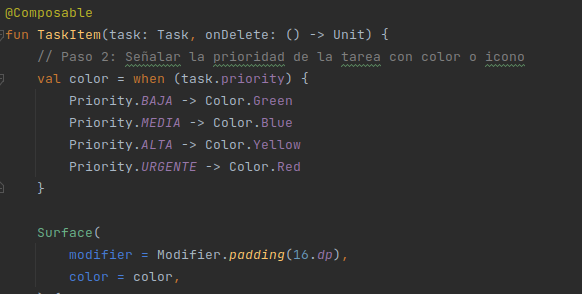 @Composable
fun TaskItem(task: Task, onDelete: () -> Unit) {
// Paso 2: Señalar la prioridad de la tarea con color o icono
val color = when (task.priority) {
Priority.BAJA -> Color.Green
Priority.MEDIA -> Color.Blue
Priority.ALTA -> Color.Yellow
Priority.URGENTE -> Color.Red
}
Surface(
modifier = Modifier.padding(16.dp),
color = color,